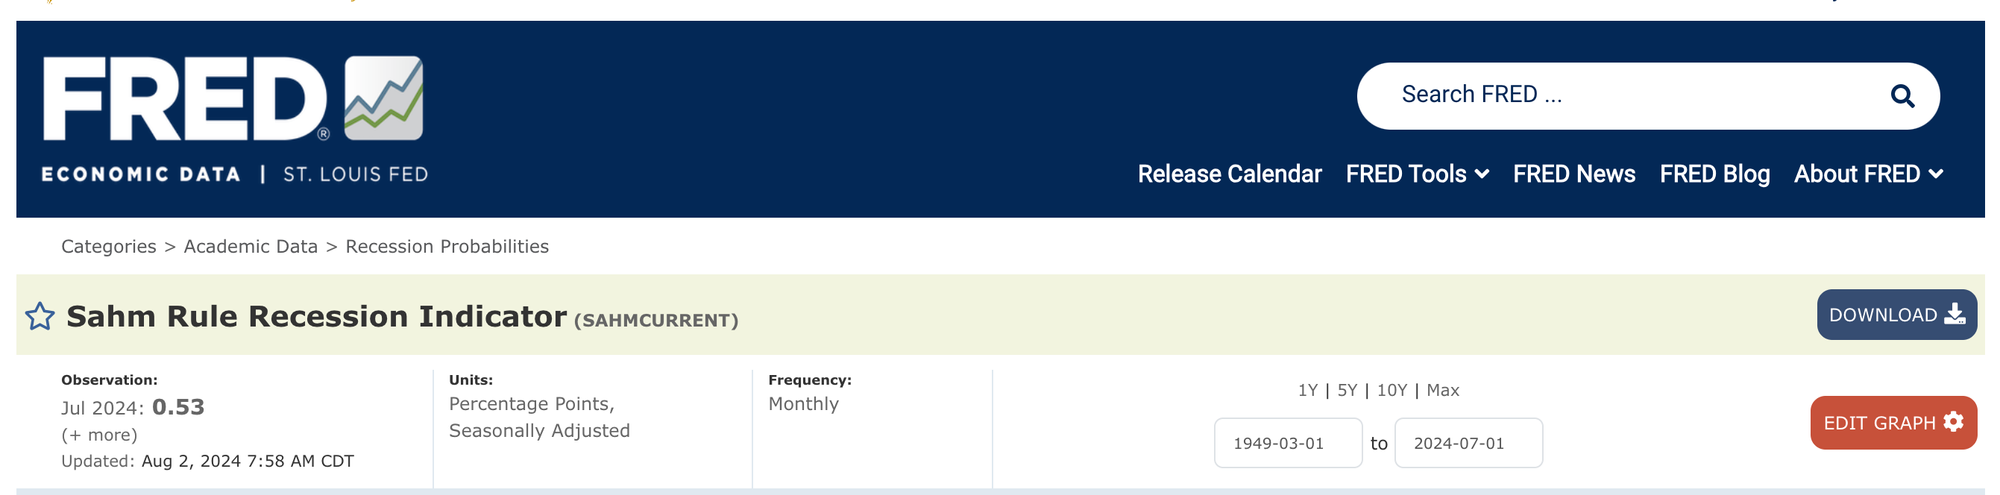 FRED®
ECONOMIC DATA | ST. LOUIS FED
Search FRED ...
Release Calendar FRED Tools FRED News FRED Blog About FRED
Categories > Academic Data > Recession Probabilities
Sahm Rule Recession Indicator (SAHMCURRENT)
DOWNLOAD
Observation:
Jul 2024: 0.53
(+ more)
Updated: Aug 2, 2024 7:58 AM CDT
Units:
Percentage Points,
Seasonally Adjusted
Frequency:
Monthly
1Y | 5Y | 10Y | Max
1949-03-01 to 2024-07-01
EDIT GRAPH